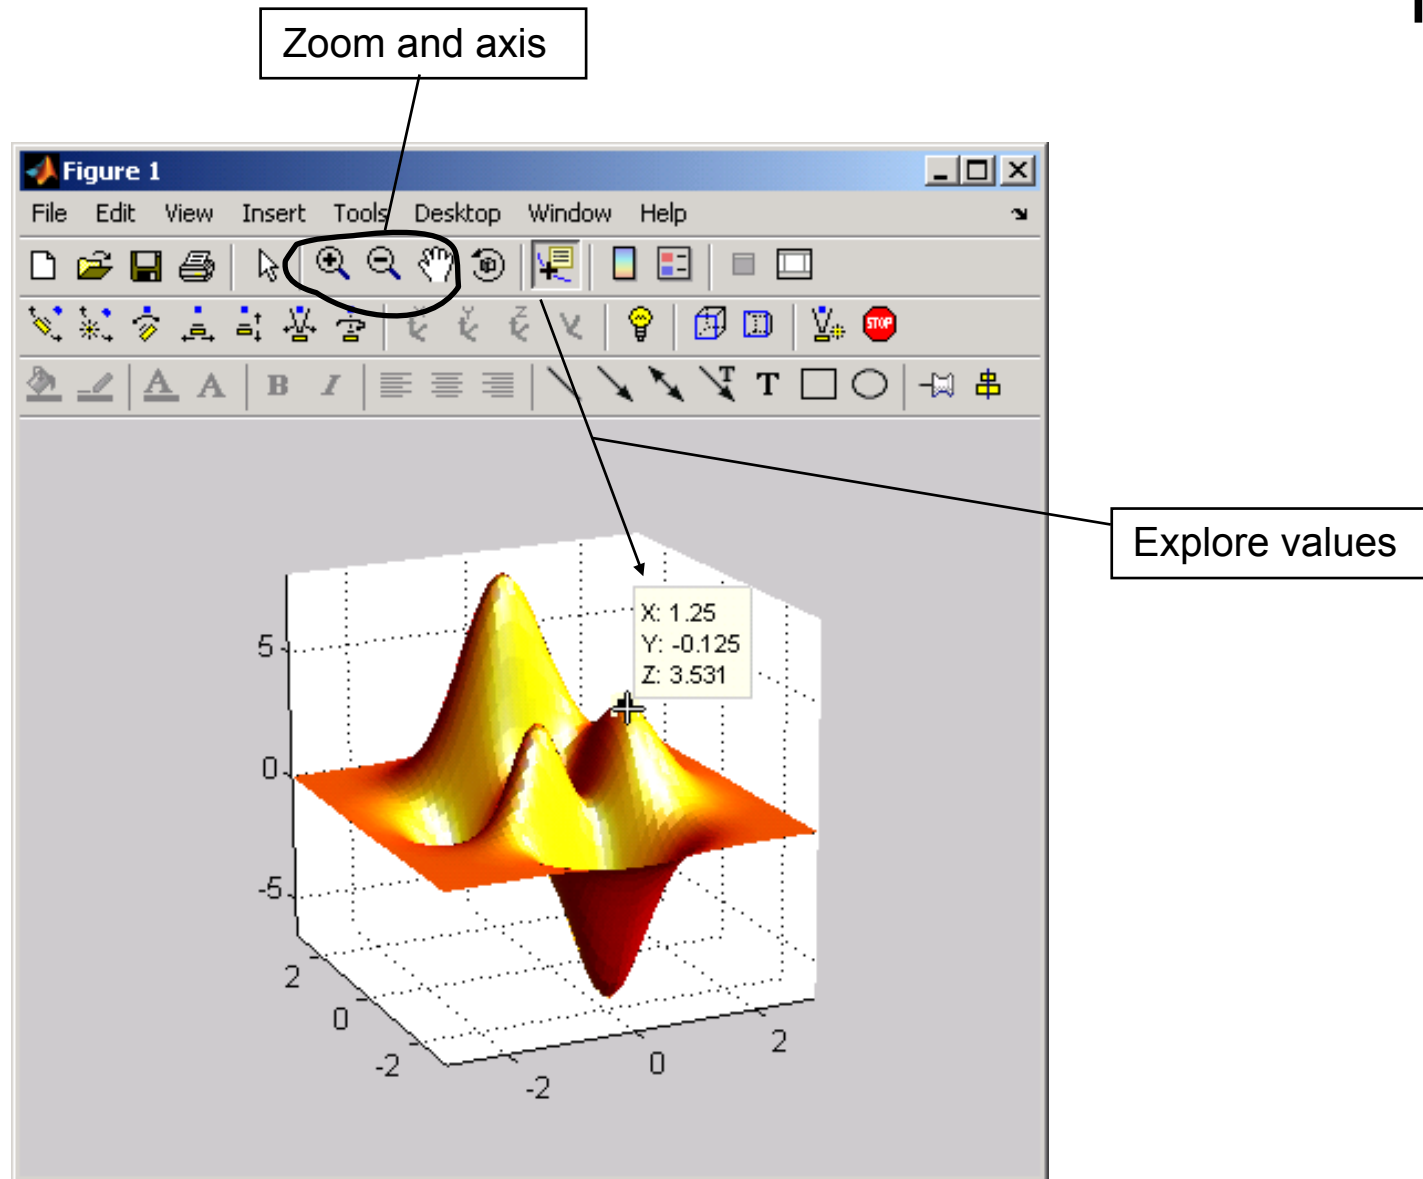 Zoom and axis
Figure 1
File Edit View Insert Tools Desktop Window Help
STOP
A A B I T T
Explore values
X: 1.25
Y: -0.125
Z: 3.531
5
0
-5
2
0
-2
-2
0
2